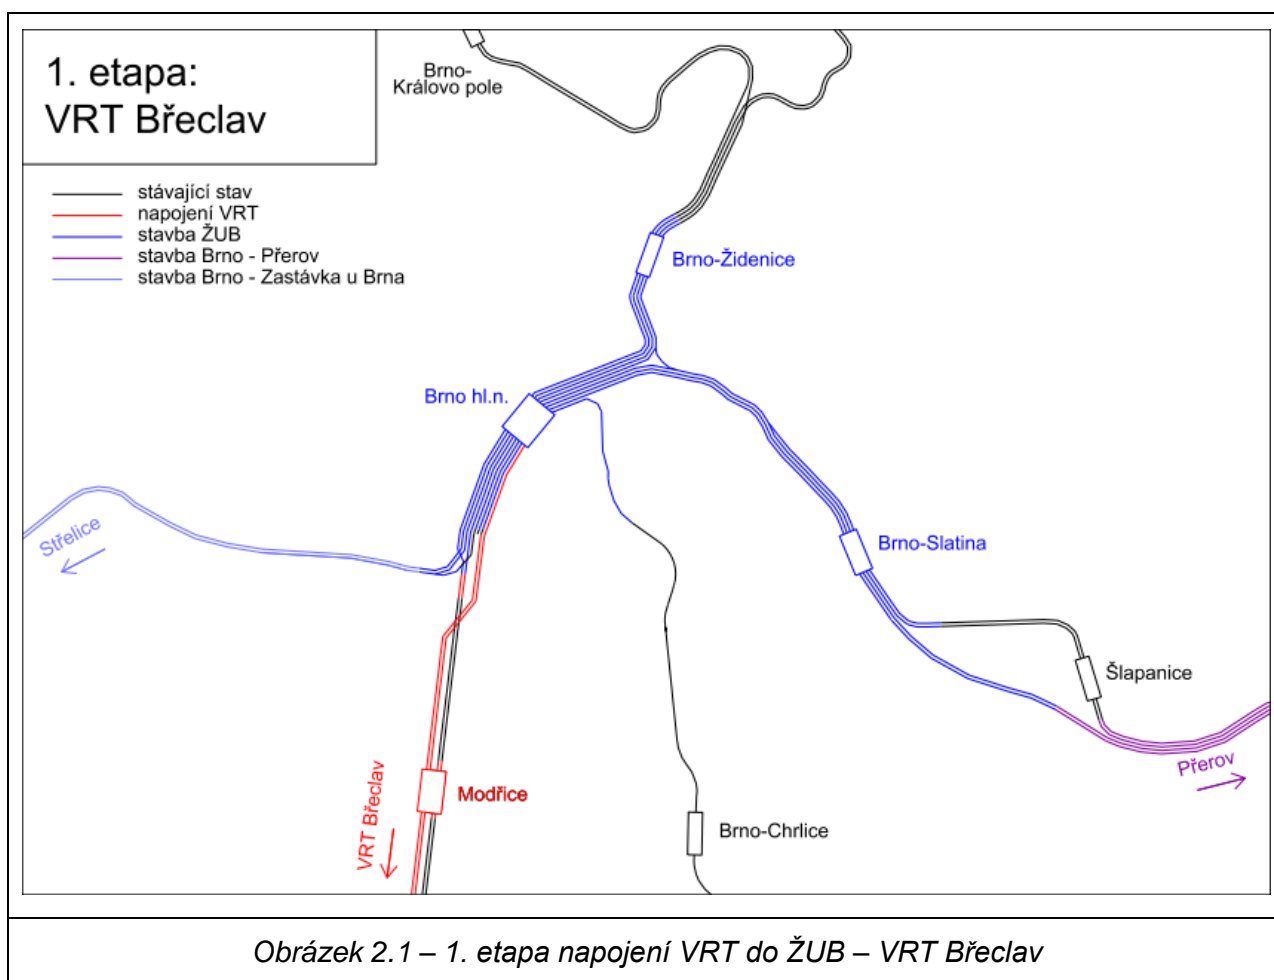 1. etapa:
VRT Břeclav
stávající stav
napojení VRT
stavba ŽUB
stavba Brno - Přerov
stavba Brno - Zastávka u Brna
Brno-
Královo pole
Brno-Židenice
Brno hl.n.
Střelice
Brno-Slatina
Šlapanice
Přerov
Modřice
VRT Břeclav
Brno-Chrlice
Obrázek 2.1 – 1. etapa napojení VRT do ŽUB – VRT Břeclav